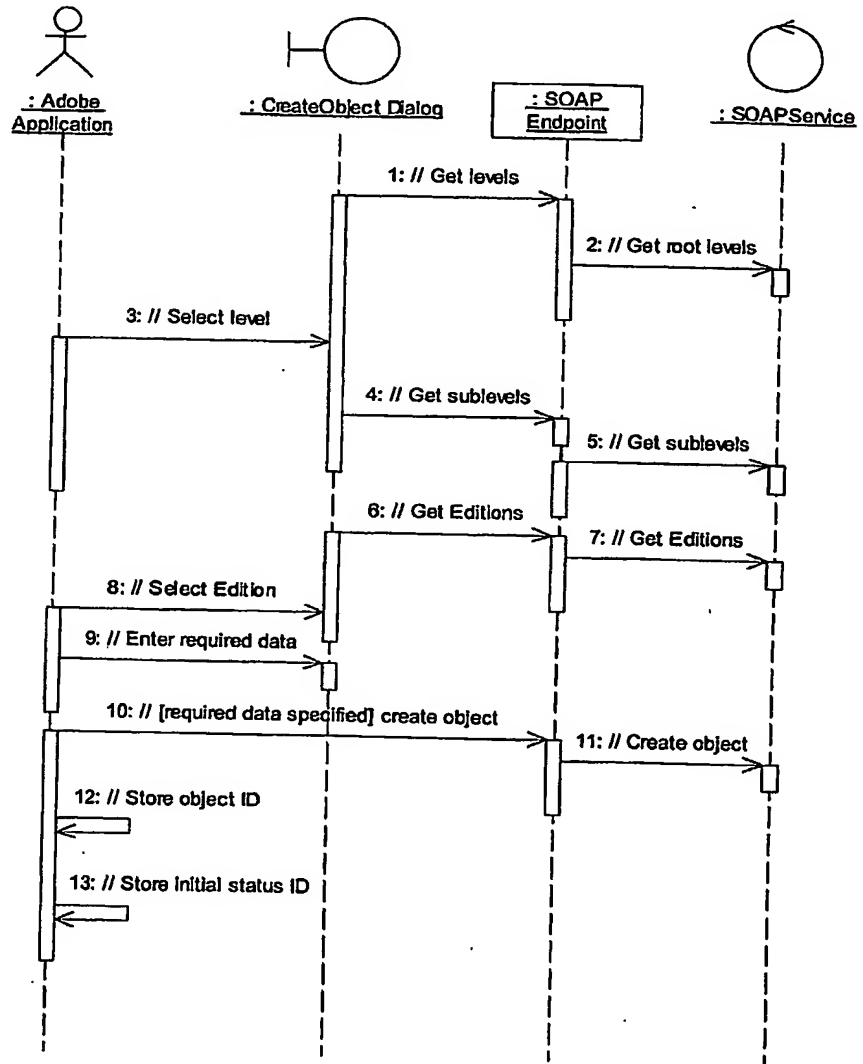 : Adobe
Application
: CreateObject Dialog
: SOAP
Endpoint
: SOAPService
1: // Get levels
2: // Get root levels
3: // Select level
4: // Get sublevels
5: // Get sublevels
6: // Get Editions
7: // Get Editions
8: // Select Edition
9: // Enter required data
10: // [required data specified] create object
11: // Create object
12: // Store object ID
13: // Store initial status ID